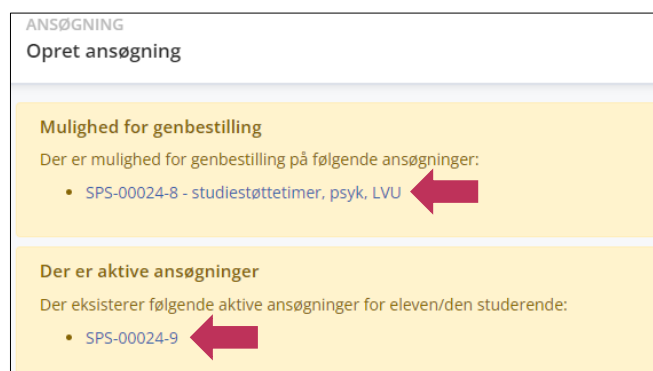 ANSØGNING
Opret ansøgning
Mulighed for genbestilling
Der er mulighed for genbestilling på følgende ansøgninger:
• SPS-00024-8 - studiestøttetimer, psyk, LVU
Der er aktive ansøgninger
Der eksisterer følgende aktive ansøgninger for eleven/den studerende:
• SPS-00024-9